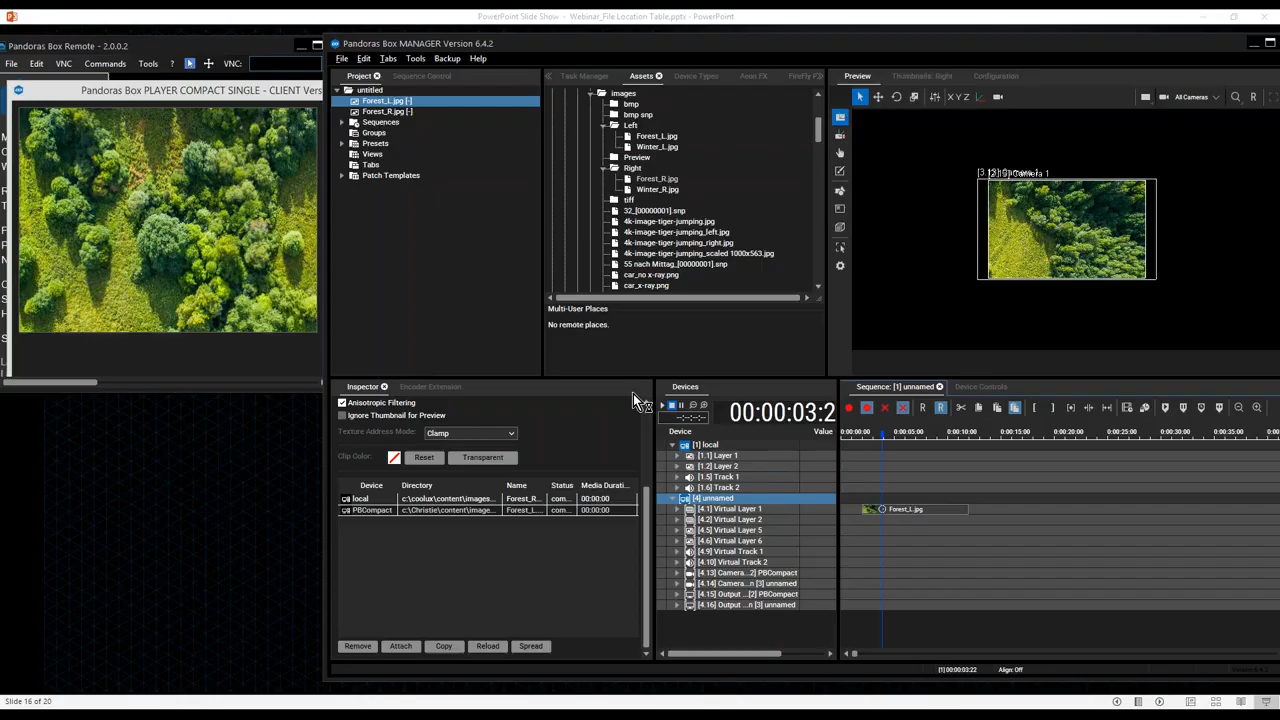 PowerPoint Slide Show - Webinar_File Location Table.pptx - PowerPoint
Pandoras Box Remote - 2.0.0.2
File Edit VNC Commands Tools ? VNC:
Pandoras Box PLAYER COMPACT SINGLE - CLIENT Vers
Pandoras Box MANAGER Version 6.4.2
File Edit Tabs Tools Backup Help
Project Sequence Control
untitled
Forest_L.jpg [-]
Forest_R.jpg [-]
Sequences
Groups
Presets
Views
Tabs
Patch Templates
Task Manager Assets Device Types Aeon FX FireFly F
images
bmp
bmp snp
Left
Forest_L.jpg
Winter_L.jpg
Preview
Right
Forest_R.jpg
Winter_R.jpg
tiff
32_[00000001].snp
4k-image-tiger-jumping.jpg
4k-image-tiger-jumping_left.jpg
4k-image-tiger-jumping_right.jpg
4k-image-tiger-jumping_scaled 1000x563.jpg
55 nach Mittag_[00000001].snp
car_no x-ray.png
car_x-ray.png
Multi-User Places
No remote places.
Preview Thumbnails: Right Configuration
X Y Z All Cameras R
Camera 1
Inspector Encoder Extension
Anisotropic Filtering
Ignore Thumbnail for Preview
Texture Address Mode: Clamp
Clip Color: Reset Transparent
Device Directory Name Status Media Durati...
local c:\coolux\content\images... Forest_R... com... 00:00:00
PBCompact c:\Christie\content\image... Forest_L... com... 00:00:00
Remove Attach Copy Reload Spread
Devices
--:--:--:-- 00:00:03:2
Device Value
[1] local
[1.1] Layer 1
[1.2] Layer 2
[1.5] Track 1
[1.6] Track 2
[4] unnamed
[4.1] Virtual Layer 1
[4.2] Virtual Layer 2
[4.5] Virtual Layer 5
[4.6] Virtual Layer 6
[4.9] Virtual Track 1
[4.10] Virtual Track 2
[4.13] Camera...2] PBCompact
[4.14] Camera...n [3] unnamed
[4.15] Output ...[2] PBCompact
[4.16] Output ...n [3] unnamed
Sequence: [1] unnamed Device Controls
R R
00:00:00 00:00:05:00 00:00:10:00 00:00:15:00 00:00:20:00 00:00:25:00 00:00:30:00 00:00:35:00
Forest_L.jpg
[1]00:00:03:22 Align: Off
Slide 16 of 20